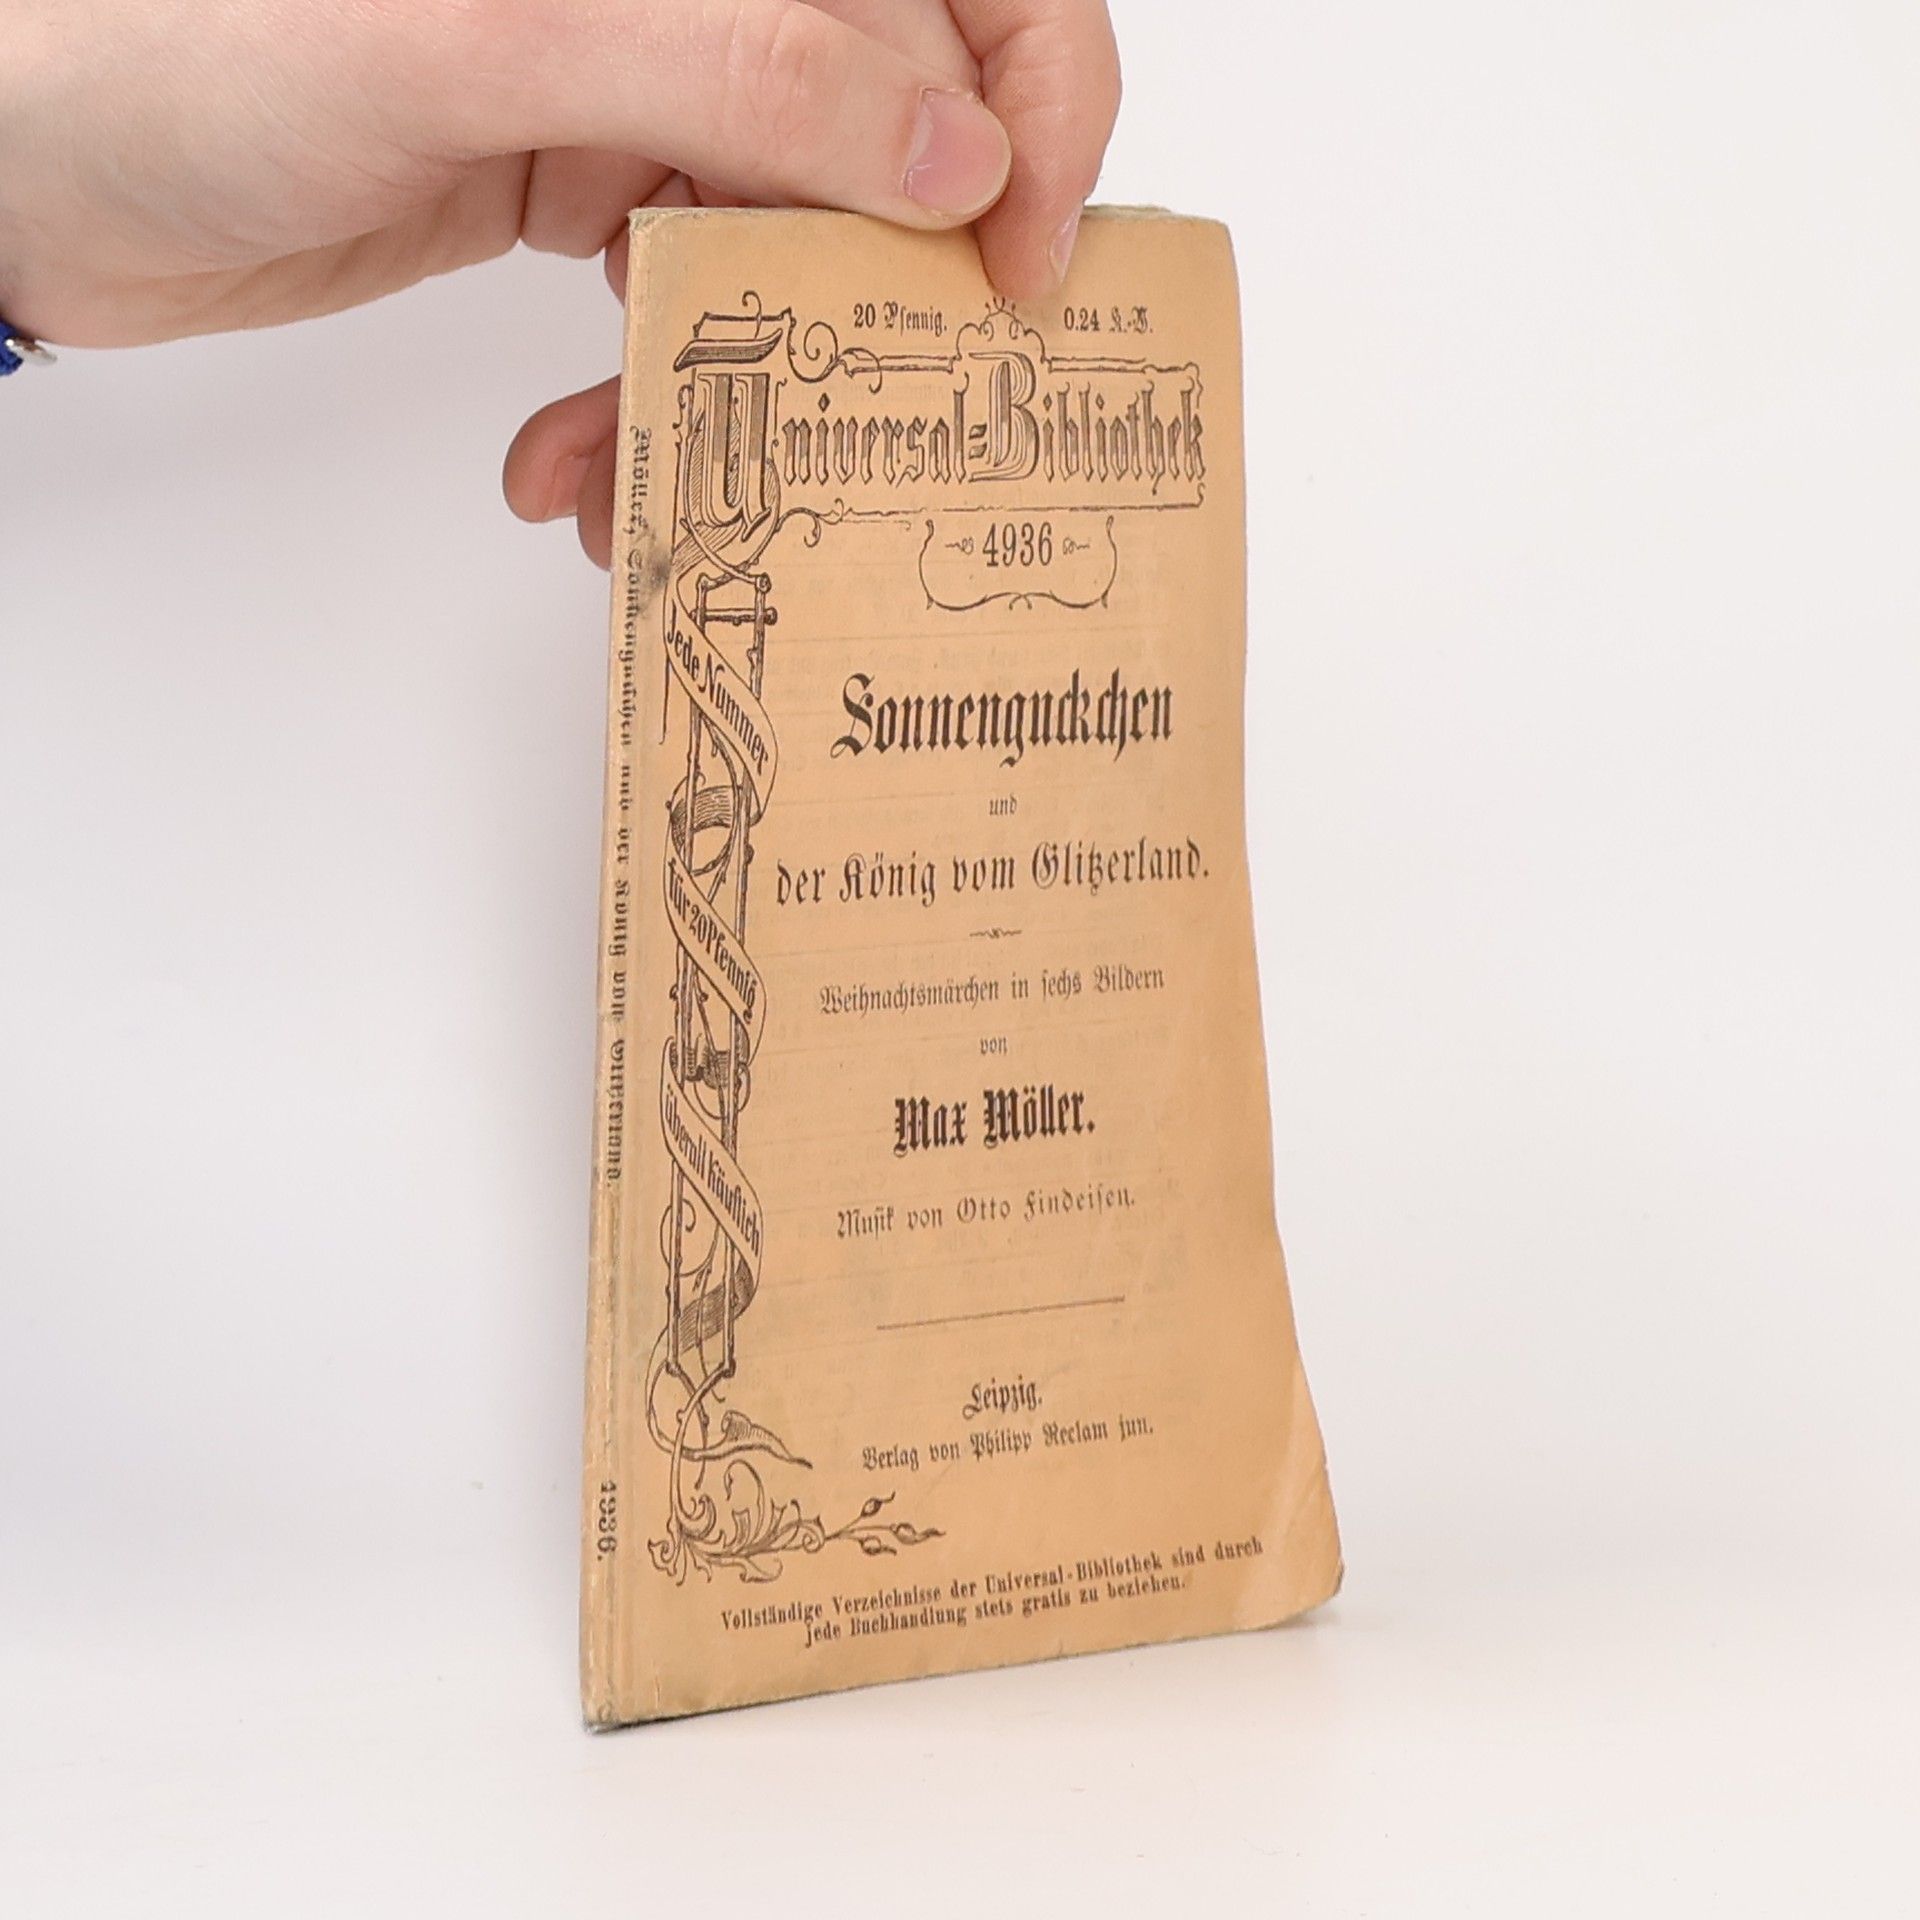 20 Pfennig. 0.24 K.-W.
Universal=Bibliothek
4936
Jede Nummer
für 20 Pfennig
überall käuflich
Sonnenguckchen
und
der König vom Glitzerland.
Weihnachtsmärchen in sechs Bildern
von
Max Möller.
Musik von Otto Findeisen.
Leipzig.
Verlag von Philipp Reclam jun.
Vollständige Verzeichnisse der Universal-Bibliothek sind durch
jede Buchhandlung stets gratis zu beziehen.
Möller, Sonnenguckchen und der König vom Glitzerland.
4936.